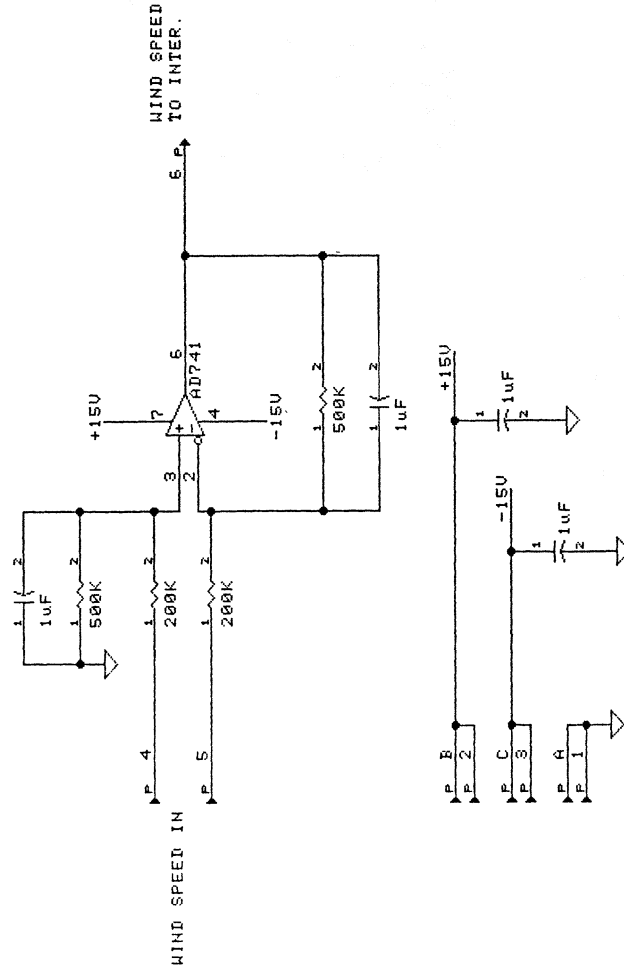 WIND SPEED
TO INTER.
6 P
+15V
7
3
+
6
AD741
2
-
4
-15V
1 2
1uF
1 2
500K
P 4
1 2
200K
WIND SPEED IN
P 5
1 2
200K
1 2
500K
1 2
1uF
P B
P 2
+15V
1
1uF
2
P C
P 3
-15V
1
1uF
2
P A
P 1